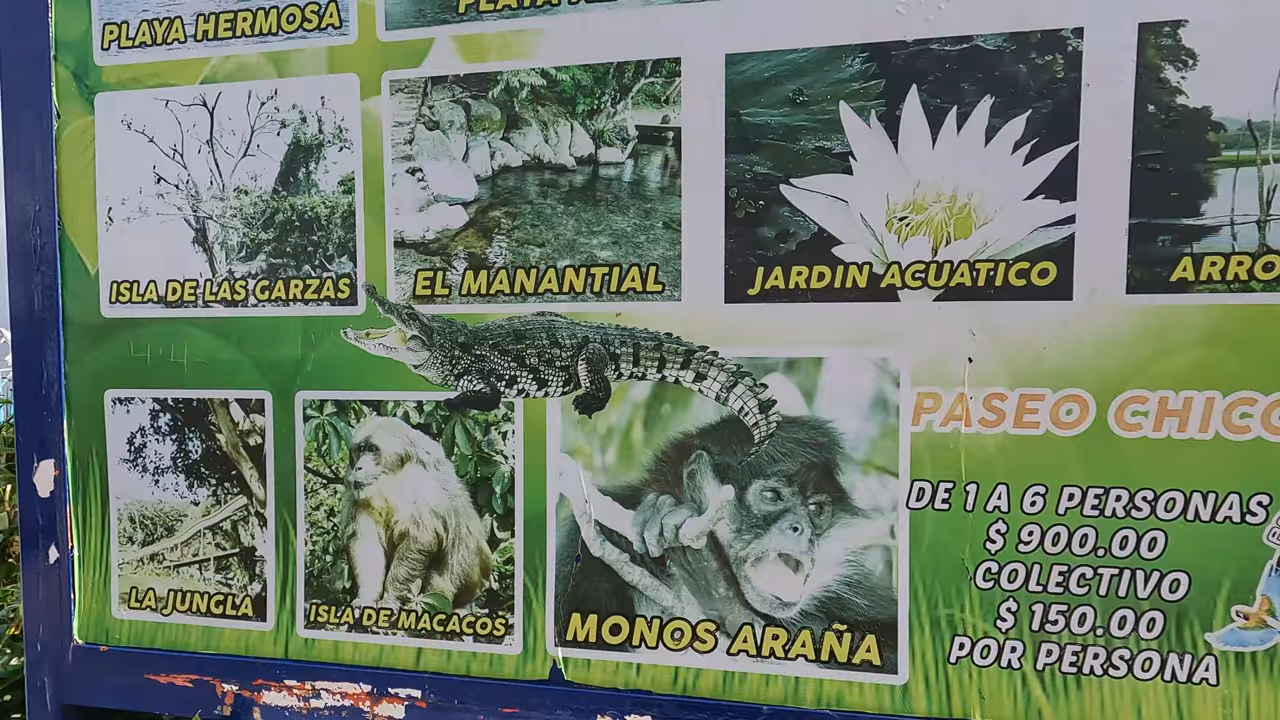 PLAYA HERMOSA
PLAYA
ISLA DE LAS GARZAS
EL MANANTIAL
JARDIN ACUATICO
LA JUNGLA
ISLA DE MACACOS
MONOS ARAÑA
PASEO CHICO
DE 1 A 6 PERSONAS
$ 900.00
COLECTIVO
$ 150.00
POR PERSONA